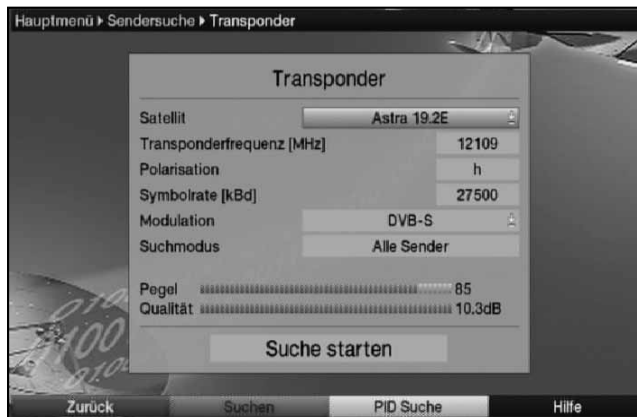 Hauptmenü ▸ Sendersuche ▸ Transponder
Transponder
Satellit Astra 19.2E
Transponderfrequenz [MHz] 12109
Polarisation h
Symbolrate [kBd] 27500
Modulation DVB-S
Suchmodus Alle Sender
Pegel 85
Qualität 10.3dB
Suche starten
Zurück Suchen PID Suche Hilfe